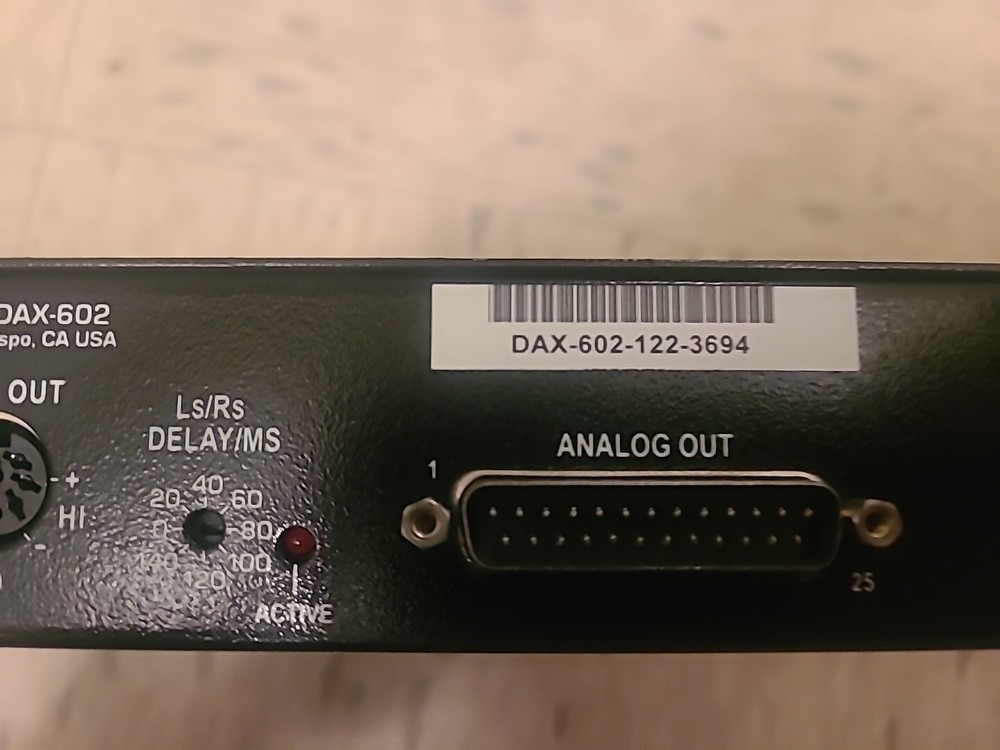 DAX-602
spo, CA USA
DAX-602-122-3694
OUT
Ls/Rs
DELAY/MS
20 40 60
0 80
140 120 100
ACTIVE
+
HI
-
ANALOG OUT
1
25